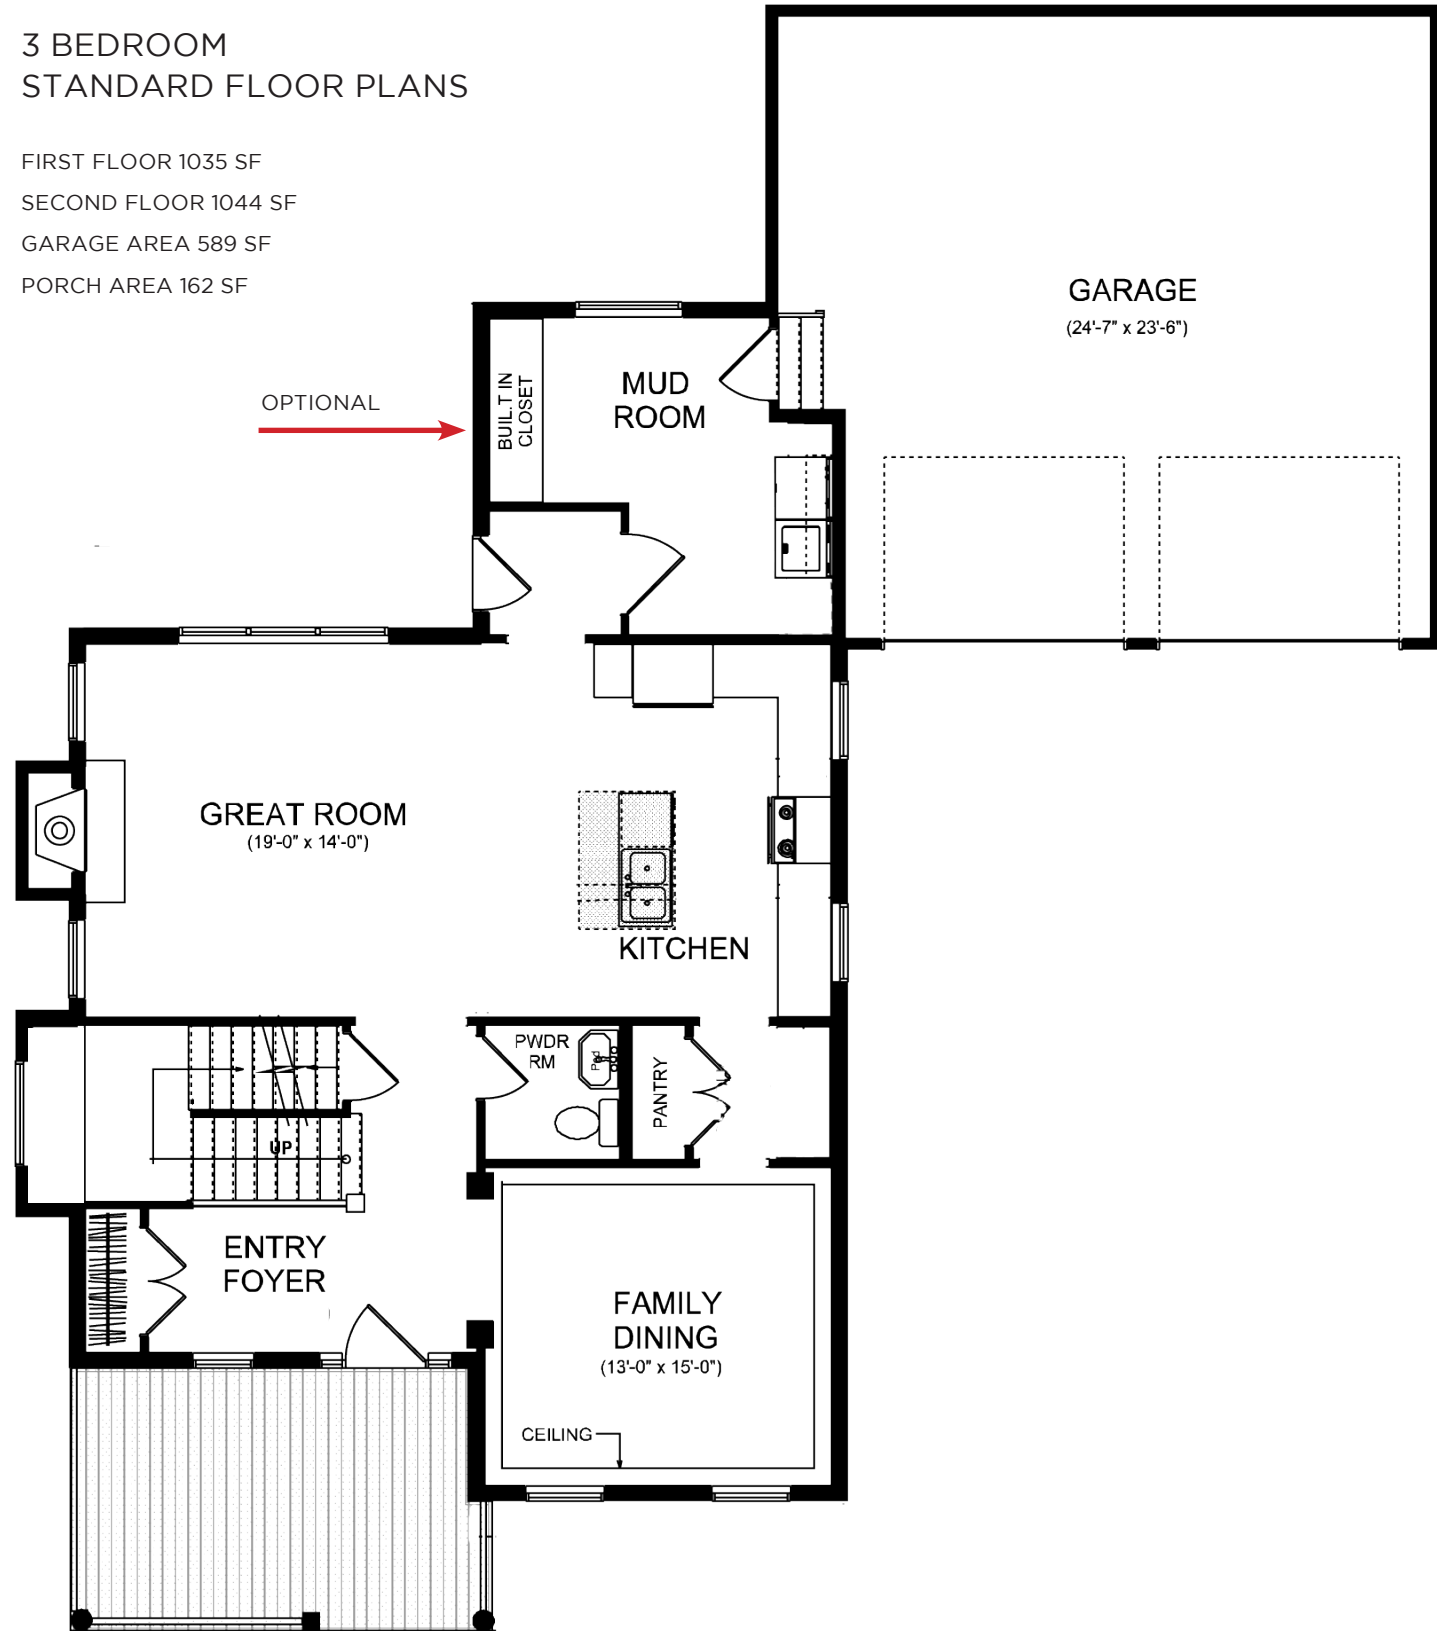 3 BEDROOM
STANDARD FLOOR PLANS
FIRST FLOOR 1035 SF
SECOND FLOOR 1044 SF
GARAGE AREA 589 SF
PORCH AREA 162 SF
GARAGE
(24'-7" x 23'-6")
OPTIONAL
BUIL.T IN
CLOSET
MUD
ROOM
GREAT ROOM
(19'-0" x 14'-0")
KITCHEN
PWDR
RM
Ped
PANTRY
UP
ENTRY
FOYER
FAMILY
DINING
(13'-0" x 15'-0")
CEILING